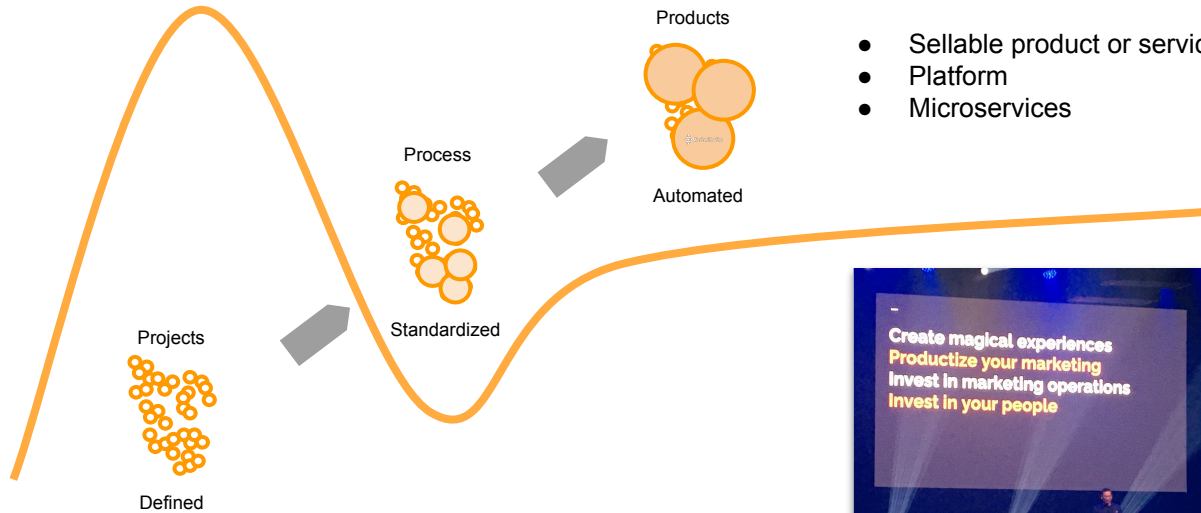 Products
● Sellable product or servic
● Platform
● Microservices
Process
Automated
Projects
Standardized
Defined
Create magical experiences
Productize your marketing
Invest in marketing operations
Invest in your people